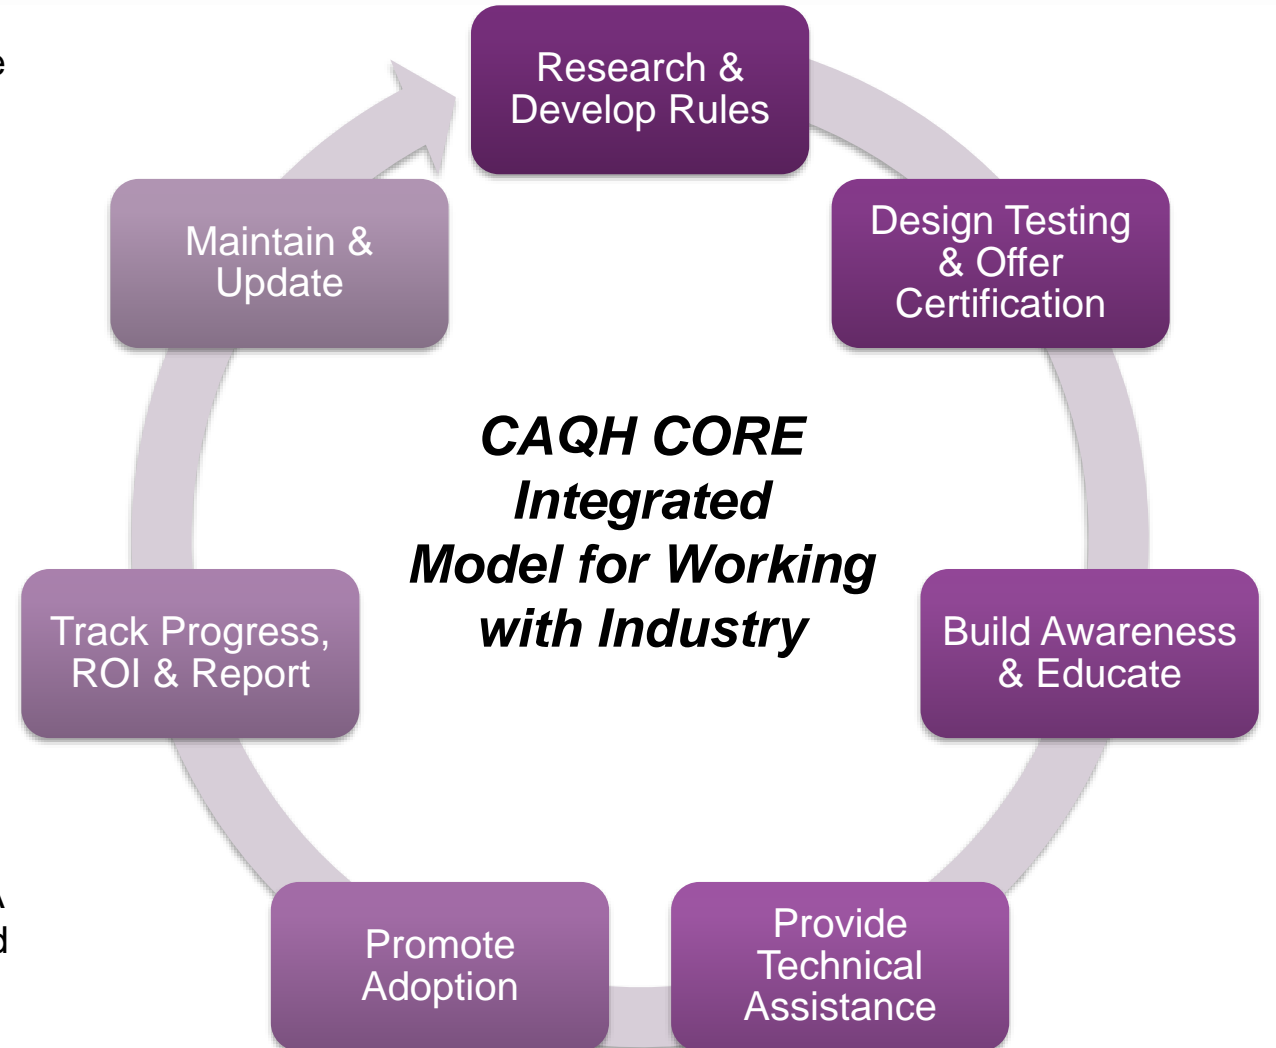 Research &
Develop Rules
Design Testing
& Offer
Certification
Build Awareness
& Educate
Provide
Technical
Assistance
Promote
Adoption
Track Progress,
ROI & Report
Maintain &
Update
CAQH CORE
Integrated
Model for Working
with Industry